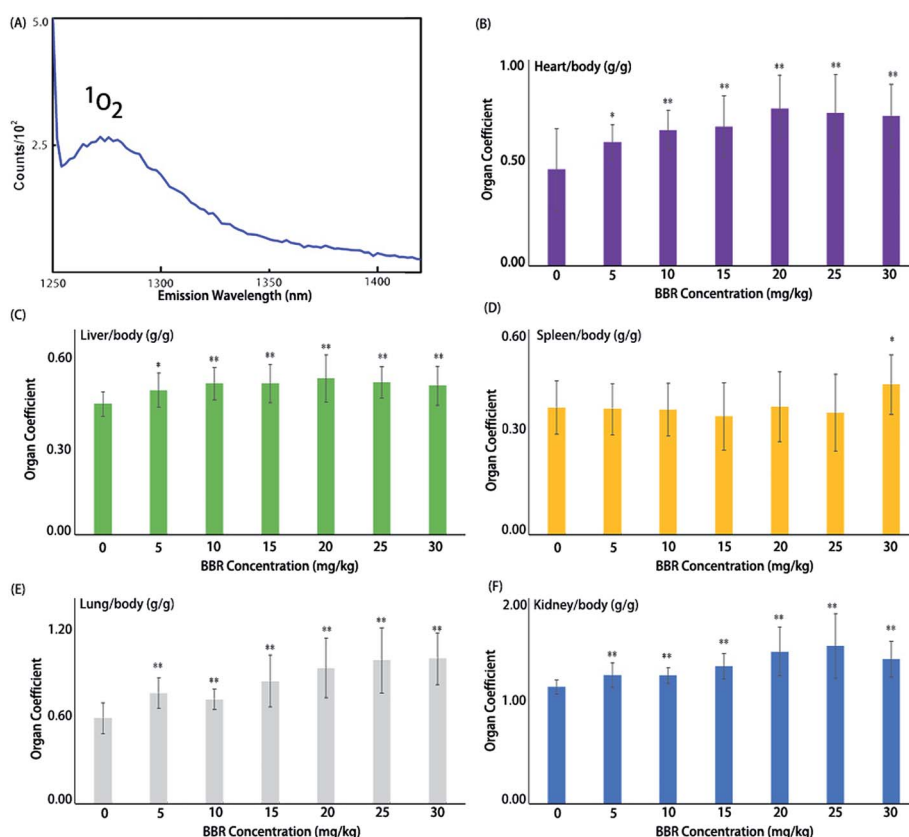 (A)
5.0
2.5
Counts/10²
¹O₂
1250 1300 1350 1400
Emission Wavelength (nm)
(B)
Heart/body (g/g)
1.00
0.50
0.00
Organ Coefficient
* ** ** ** ** **
0 5 10 15 20 25 30
BBR Concentration (mg/kg)
(C)
Liver/body (g/g)
0.60
0.30
0.00
Organ Coefficient
* ** ** ** ** **
0 5 10 15 20 25 30
BBR Concentration (mg/kg)
(D)
Spleen/body (g/g)
0.60
0.30
0.00
Organ Coefficient
*
0 5 10 15 20 25 30
BBR Concentration (mg/kg)
(E)
Lung/body (g/g)
1.20
0.60
0.00
Organ Coefficient
** ** ** ** ** **
0 5 10 15 20 25 30
BBR Concentration (mg/kg)
(F)
Kidney/body (g/g)
2.00
1.00
0.00
Organ Coefficient
** ** ** ** ** **
0 5 10 15 20 25 30
BBR Concentration (mg/kg)